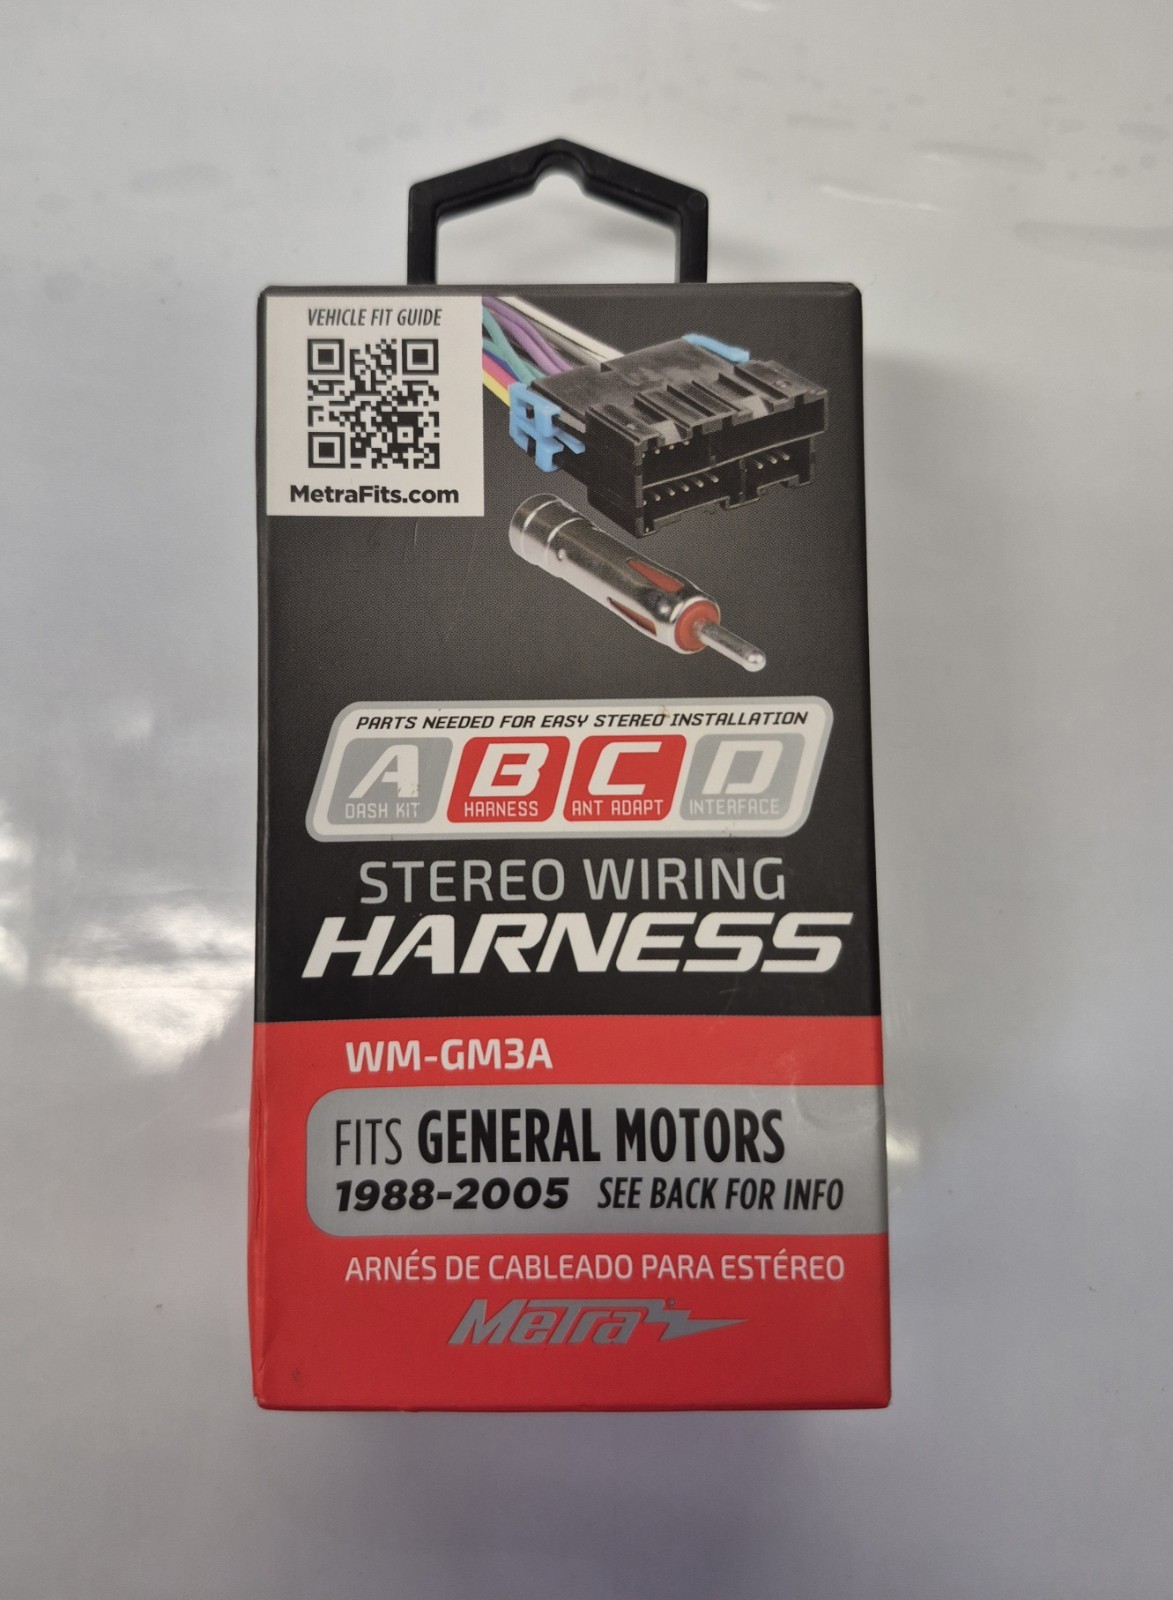 VEHICLE FIT GUIDE
MetraFits.com
PARTS NEEDED FOR EASY STEREO INSTALLATION
A B C D
DASH KIT HARNESS ANT ADAPT INTERFACE
STEREO WIRING
HARNESS
WM-GM3A
FITS GENERAL MOTORS
1988-2005 SEE BACK FOR INFO
ARNÉS DE CABLEADO PARA ESTÉREO
Metra